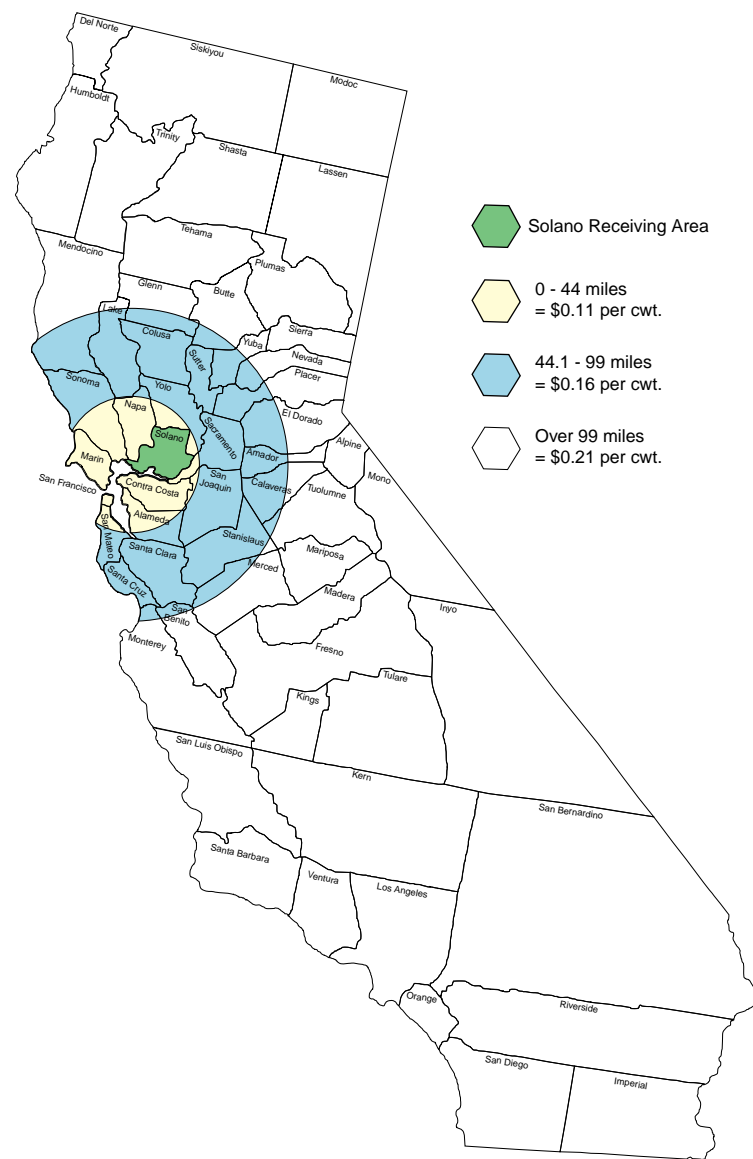 Del Norte
Siskiyou
Modoc
Humboldt
Trinity
Shasta
Lassen
Mendocino
Tehama
Plumas
Glenn
Butte
Lake
Colusa
Sutter
Yuba
Sierra
Nevada
Placer
Sonoma
Yolo
Napa
El Dorado
Solano
Sacramento
Amador
Alpine
Marin
San Francisco
Contra Costa
San
Joaquin
Calaveras
Tuolumne
Mono
Alameda
San Mateo
Santa Clara
Stanislaus
Mariposa
Merced
Santa Cruz
San
Benito
Madera
Inyo
Monterey
Fresno
Tulare
Kings
San Luis Obispo
Kern
San Bernardino
Santa Barbara
Ventura
Los Angeles
Orange
Riverside
San Diego
Imperial
Solano Receiving Area
0 - 44 miles
= $0.11 per cwt.
44.1 - 99 miles
= $0.16 per cwt.
Over 99 miles
= $0.21 per cwt.